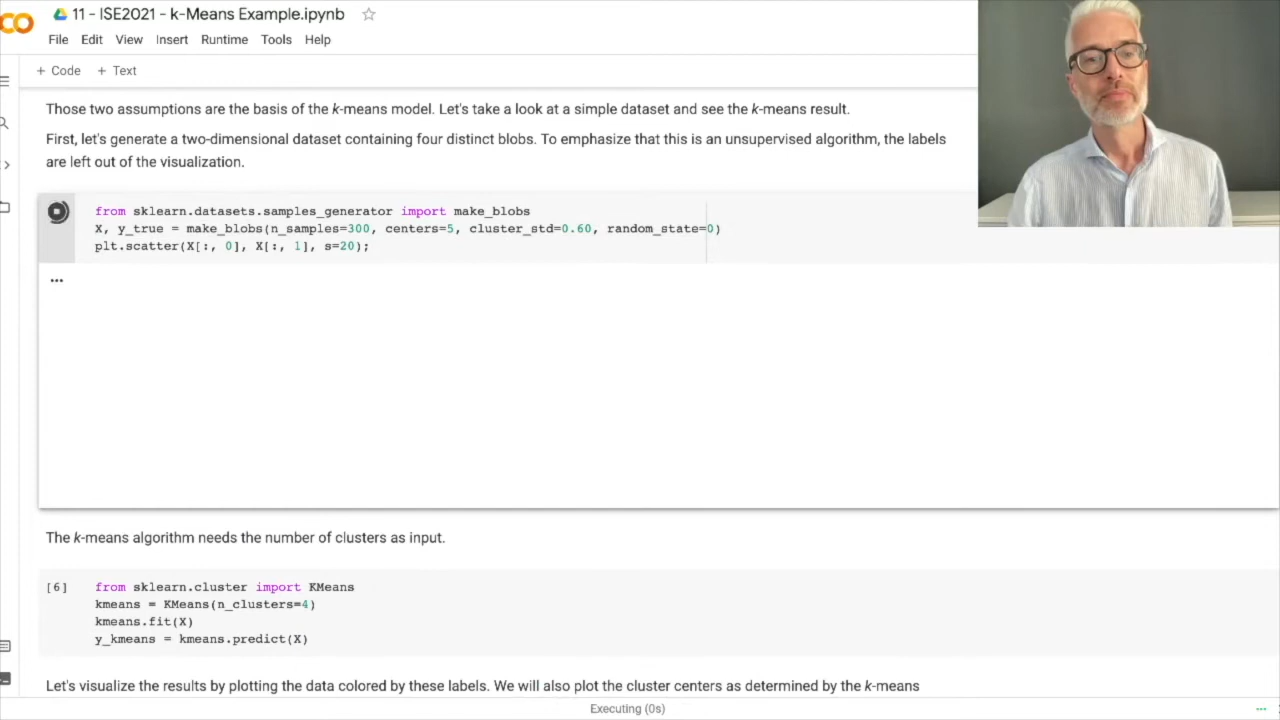 11 - ISE2021 - k-Means Example.ipynb
File Edit View Insert Runtime Tools Help
+ Code + Text
Those two assumptions are the basis of the k-means model. Let's take a look at a simple dataset and see the k-means result.
First, let's generate a two-dimensional dataset containing four distinct blobs. To emphasize that this is an unsupervised algorithm, the labels
are left out of the visualization.
from sklearn.datasets.samples_generator import make_blobs
X, y_true = make_blobs(n_samples=300, centers=5, cluster_std=0.60, random_state=0)
plt.scatter(X[:, 0], X[:, 1], s=20);
The k-means algorithm needs the number of clusters as input.
[6] from sklearn.cluster import KMeans
kmeans = KMeans(n_clusters=4)
kmeans.fit(X)
y_kmeans = kmeans.predict(X)
Let's visualize the results by plotting the data colored by these labels. We will also plot the cluster centers as determined by the k-means
Executing (0s)